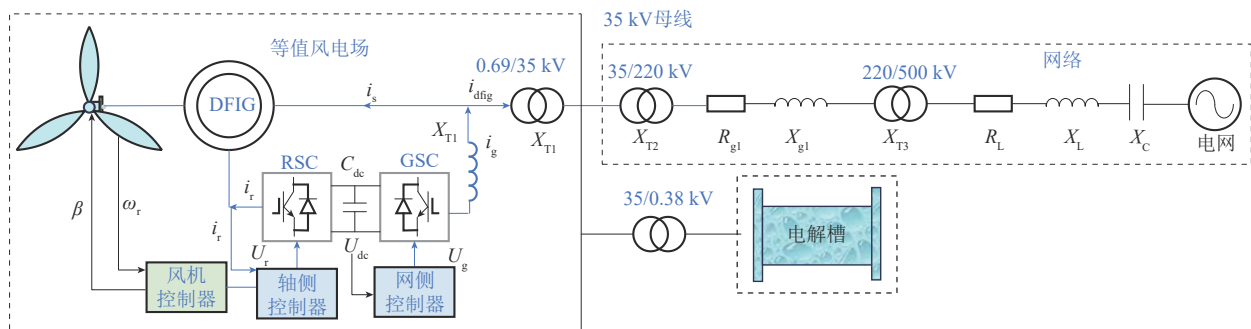 35 kV母线
等值风电场
网络
0.69/35 kV
35/220 kV
220/500 kV
DFIG
i_s
i_dfig
X_T1
X_T1
i_g
X_T2
R_g1
X_g1
X_T3
R_L
X_L
X_C
电网
RSC
C_dc
GSC
i_r
i_r
β
ω_r
U_r
U_dc
U_g
35/0.38 kV
电解槽
风机
控制器
轴侧
控制器
网侧
控制器